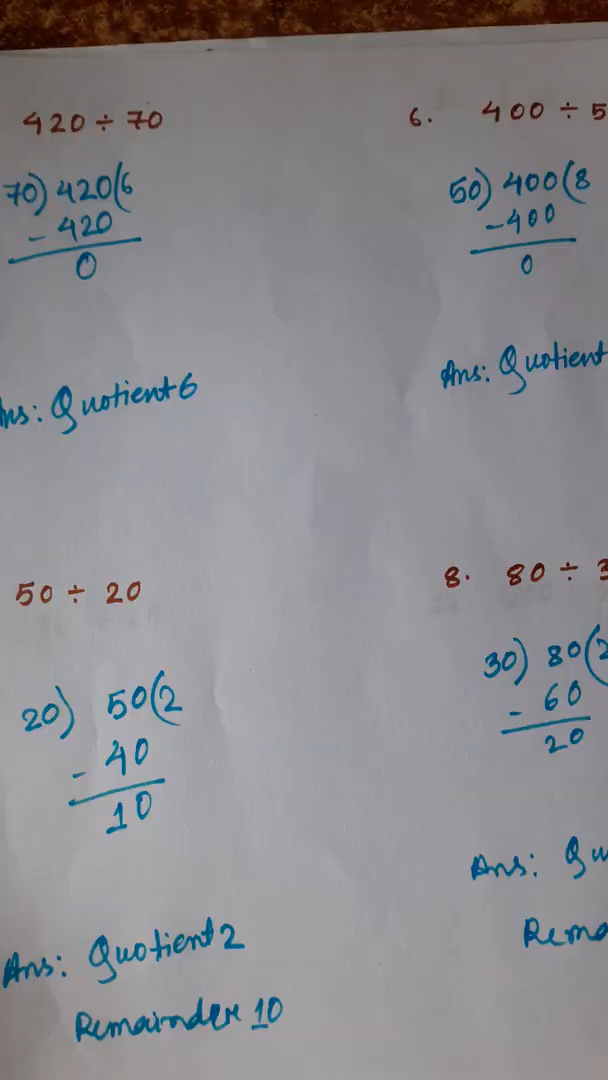 420 ÷ 70
70) 420(6
- 420
0
Ans: Quotient 6
6. 400 ÷ 5
50) 400(8
-400
0
Ans: Quotient
50 ÷ 20
20) 50(2
- 40
10
Ans: Quotient 2
Remainder 10
8. 80 ÷ 3
30) 80(2
- 60
20
Ans: Qu
Rema